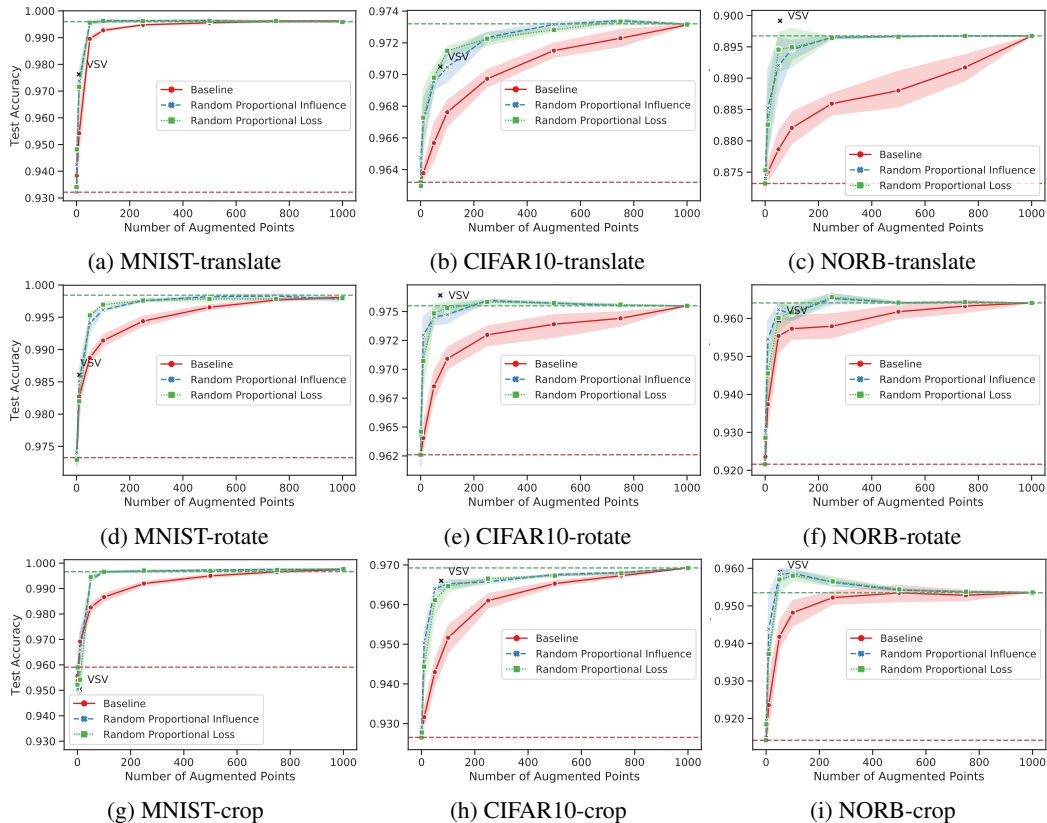 1.000
0.990
0.980
0.970
0.960
0.950
0.940
0.930
Test Accuracy
VSV
Baseline
Random Proportional Influence
Random Proportional Loss
0 200 400 600 800 1000
Number of Augmented Points
(a) MNIST-translate
0.974
0.972
0.970
0.968
0.966
0.964
VSV
Baseline
Random Proportional Influence
Random Proportional Loss
0 200 400 600 800 1000
Number of Augmented Points
(b) CIFAR10-translate
0.900
0.895
0.890
0.885
0.880
0.875
VSV
Baseline
Random Proportional Influence
Random Proportional Loss
0 200 400 600 800 1000
Number of Augmented Points
(c) NORB-translate
1.000
0.995
0.990
0.985
0.980
0.975
Test Accuracy
VSV
Baseline
Random Proportional Influence
Random Proportional Loss
0 200 400 600 800 1000
Number of Augmented Points
(d) MNIST-rotate
0.975
0.972
0.970
0.967
0.965
0.962
VSV
Baseline
Random Proportional Influence
Random Proportional Loss
0 200 400 600 800 1000
Number of Augmented Points
(e) CIFAR10-rotate
0.960
0.950
0.940
0.930
0.920
VSV
Baseline
Random Proportional Influence
Random Proportional Loss
0 200 400 600 800 1000
Number of Augmented Points
(f) NORB-rotate
1.000
0.990
0.980
0.970
0.960
0.950
0.940
0.930
Test Accuracy
VSV
Baseline
Random Proportional Influence
Random Proportional Loss
0 200 400 600 800 1000
Number of Augmented Points
(g) MNIST-crop
0.970
0.960
0.950
0.940
0.930
VSV
Baseline
Random Proportional Influence
Random Proportional Loss
0 200 400 600 800 1000
Number of Augmented Points
(h) CIFAR10-crop
0.960
0.950
0.940
0.930
0.920
VSV
Baseline
Random Proportional Influence
Random Proportional Loss
0 200 400 600 800 1000
Number of Augmented Points
(i) NORB-crop